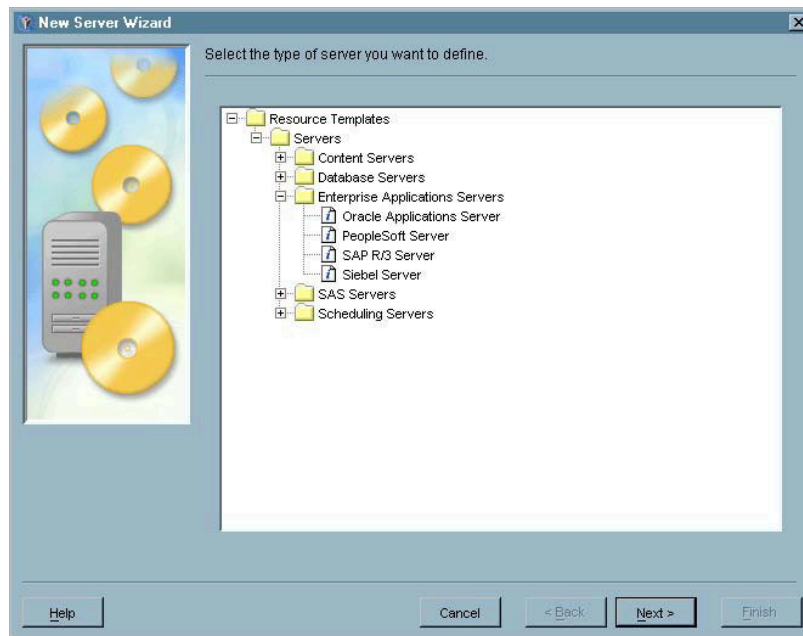 New Server Wizard
Select the type of server you want to define.
Resource Templates
Servers
Content Servers
Database Servers
Enterprise Applications Servers
Oracle Applications Server
PeopleSoft Server
SAP R/3 Server
Siebel Server
SAS Servers
Scheduling Servers
Help Cancel < Back Next > Finish